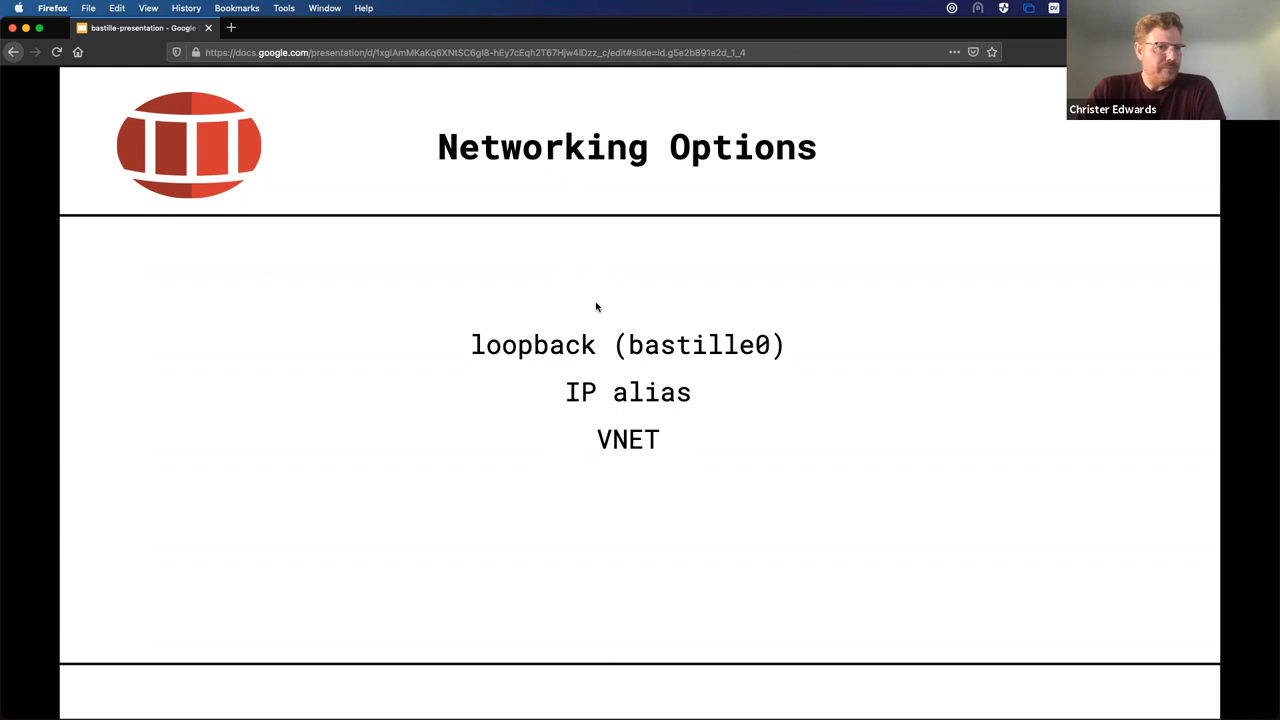 Firefox File Edit View History Bookmarks Tools Window Help
bastille-presentation - Google
Christer Edwards
Networking Options
loopback (bastille0)
IP alias
VNET